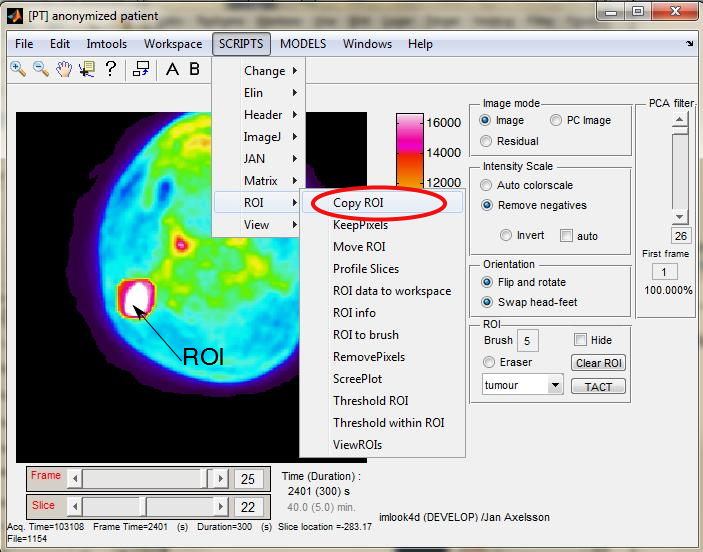 [PT] anonymized patient
File Edit Imtools Workspace SCRIPTS MODELS Windows Help
? A B
Change
Elin
Header
ImageJ
JAN
Matrix
ROI
View
Copy ROI
KeepPixels
Move ROI
Profile Slices
ROI data to workspace
ROI info
ROI to brush
RemovePixels
ScreePlot
Threshold ROI
Threshold within ROI
ViewROIs
ROI
16000
14000
12000
Image mode
Image PC Image
Residual
PCA filter
26
First frame
1
100.000%
Intensity Scale
Auto colorscale
Remove negatives
Invert auto
Orientation
Flip and rotate
Swap head-feet
ROI
Brush 5 Hide
Eraser Clear ROI
tumour TACT
Frame 25
Slice 22
Time (Duration) :
2401 (300) s
40.0 (5.0) min.
imlook4d (DEVELOP) /Jan Axelsson
Acq. Time=103108 Frame Time=2401 (s) Duration=300 (s) Slice location =-283.17
File=1154